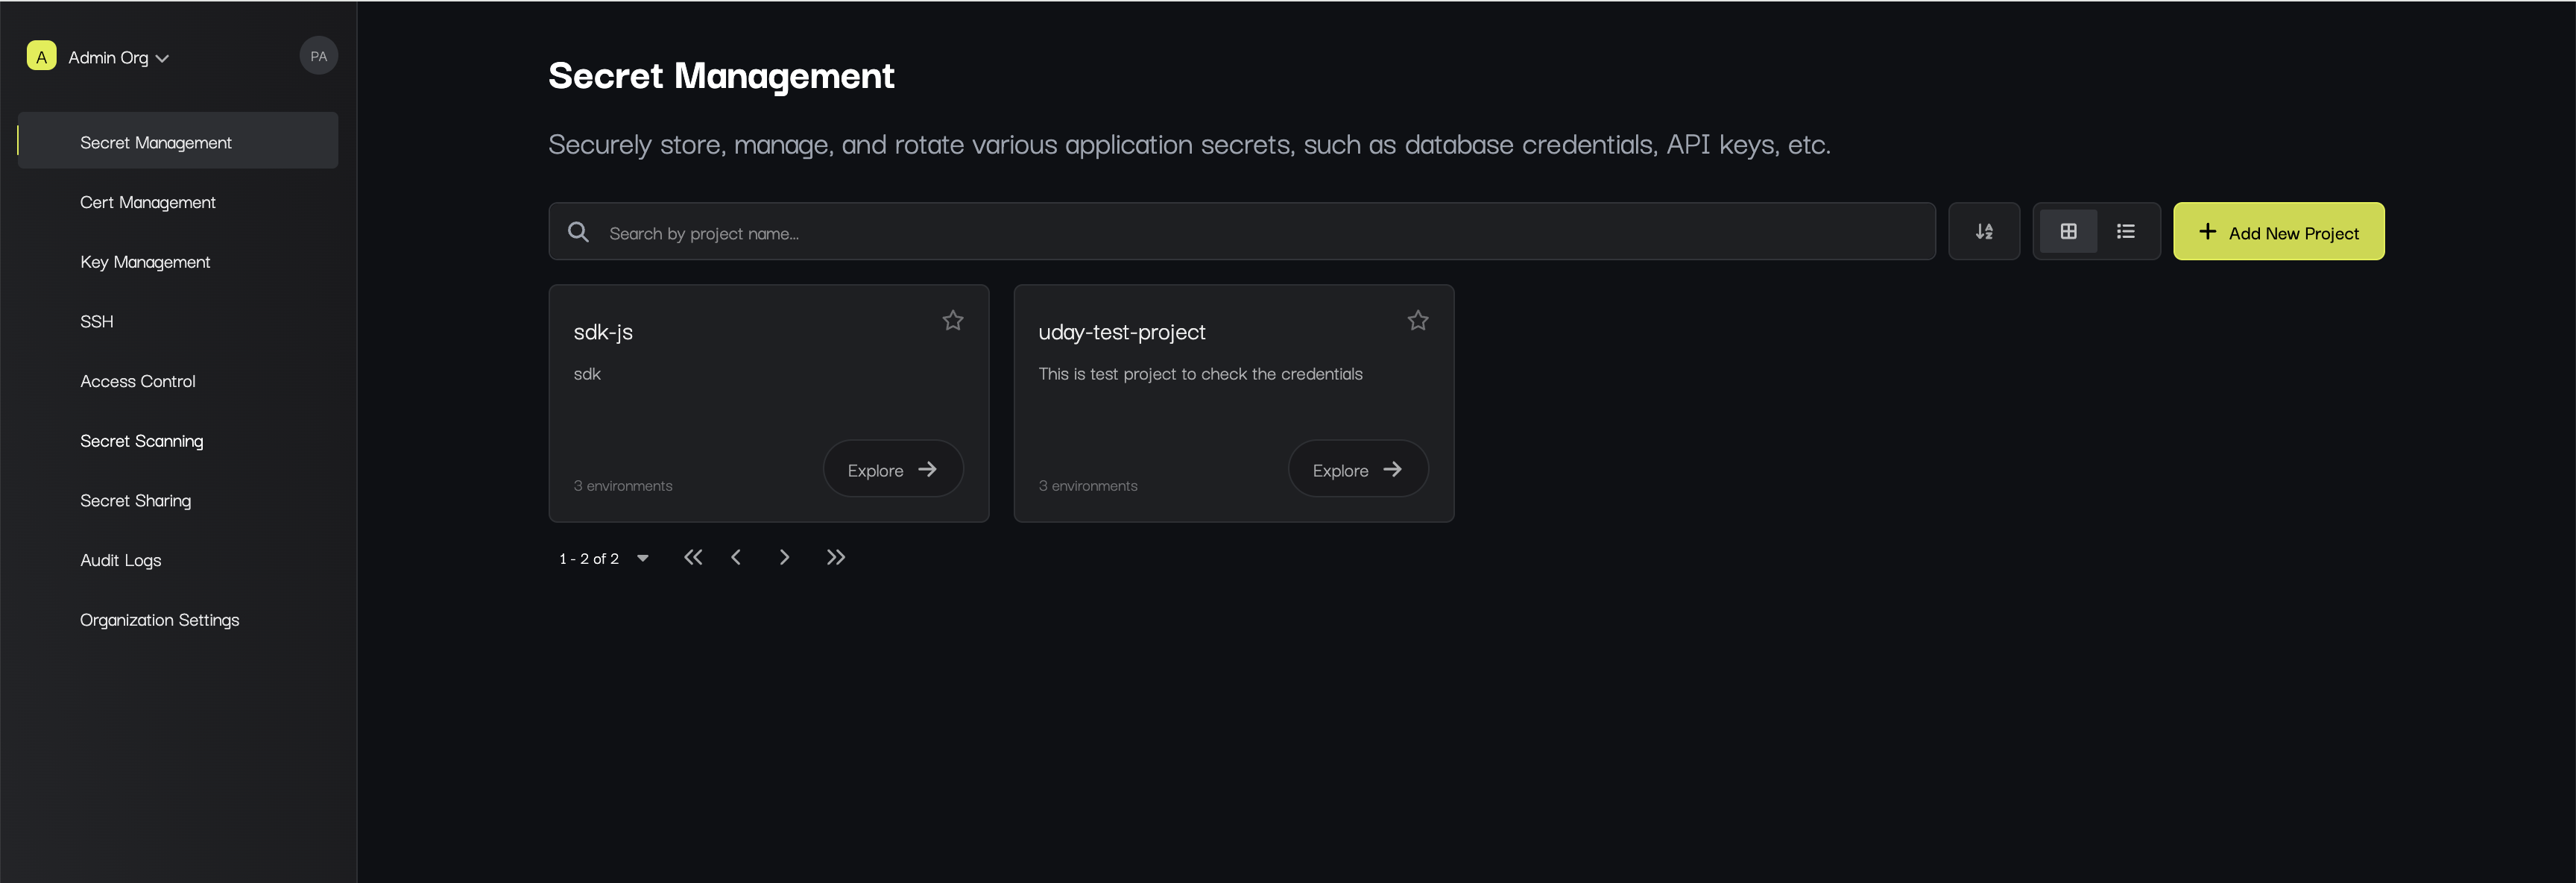 A Admin Org PA
Secret Management
Cert Management
Key Management
SSH
Access Control
Secret Scanning
Secret Sharing
Audit Logs
Organization Settings
Secret Management
Securely store, manage, and rotate various application secrets, such as database credentials, API keys, etc.
Search by project name... Add New Project
sdk-js
sdk
3 environments Explore
uday-test-project
This is test project to check the credentials
3 environments Explore
1 - 2 of 2